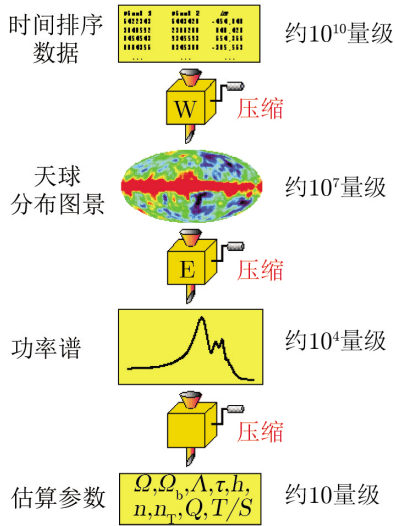 时间排序
数据
约10¹⁰量级
W
压缩
天球
分布图景
约10⁷量级
E
压缩
功率谱
约10⁴量级
压缩
估算参数
Ω,Ω_b,Λ,τ,h,
n,n_T,Q,T/S
约10量级